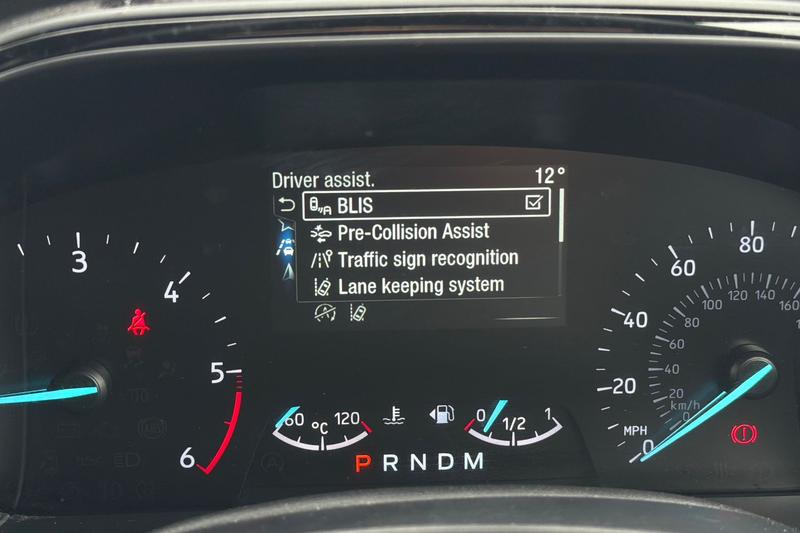 Driver assist. 12°
BLIS
Pre-Collision Assist
Traffic sign recognition
Lane keeping system
3
4
5
6
60 °C 120
0 1/2 1
P R N D M
0
20
40
60
80
MPH
20
40
60
80
100
120
140
160
km/h